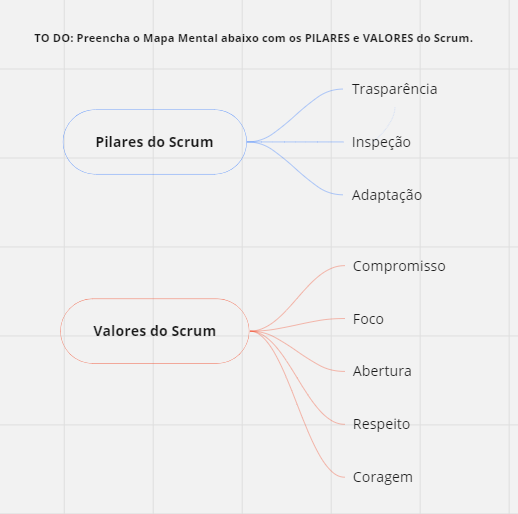 TO DO: Preencha o Mapa Mental abaixo com os PILARES e VALORES do Scrum.
Pilares do Scrum
Trasparência
Inspeção
Adaptação
Valores do Scrum
Compromisso
Foco
Abertura
Respeito
Coragem